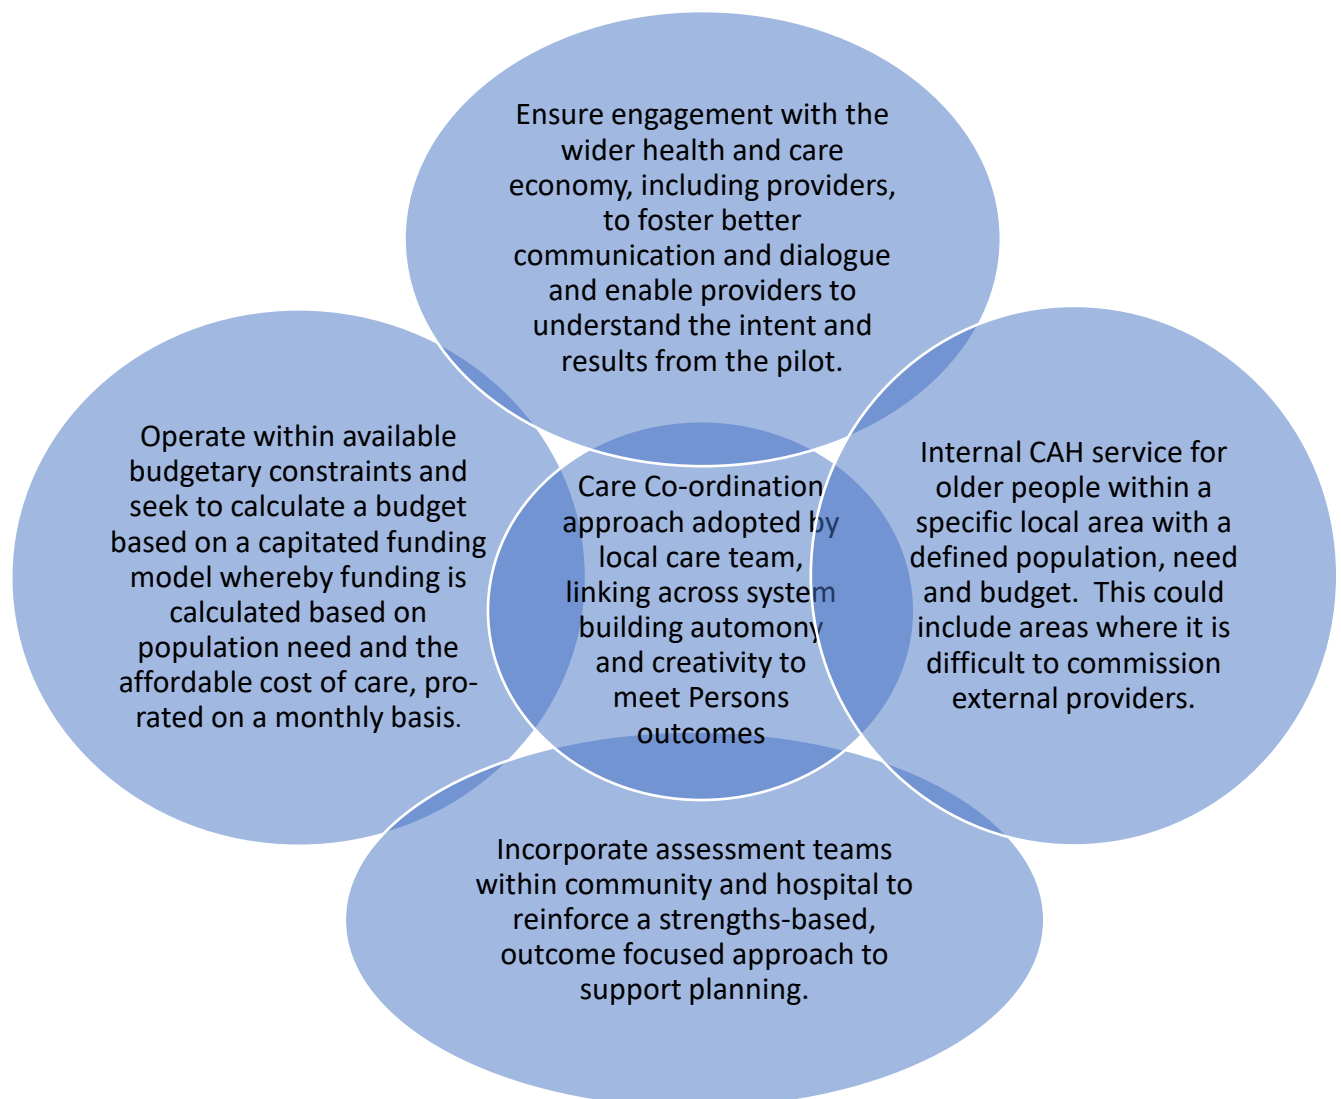 Ensure engagement with the
wider health and care
economy, including providers,
to foster better
communication and dialogue
and enable providers to
understand the intent and
results from the pilot.
Operate within available
budgetary constraints and
seek to calculate a budget
based on a capitated funding
model whereby funding is
calculated based on
population need and the
affordable cost of care, pro-
rated on a monthly basis.
Care Co-ordination
approach adopted by
local care team,
linking across system
building automony
and creativity to
meet Persons
outcomes
Internal CAH service for
older people within a
specific local area with a
defined population, need
and budget.  This could
include areas where it is
difficult to commission
external providers.
Incorporate assessment teams
within community and hospital to
reinforce a strengths-based,
outcome focused approach to
support planning.